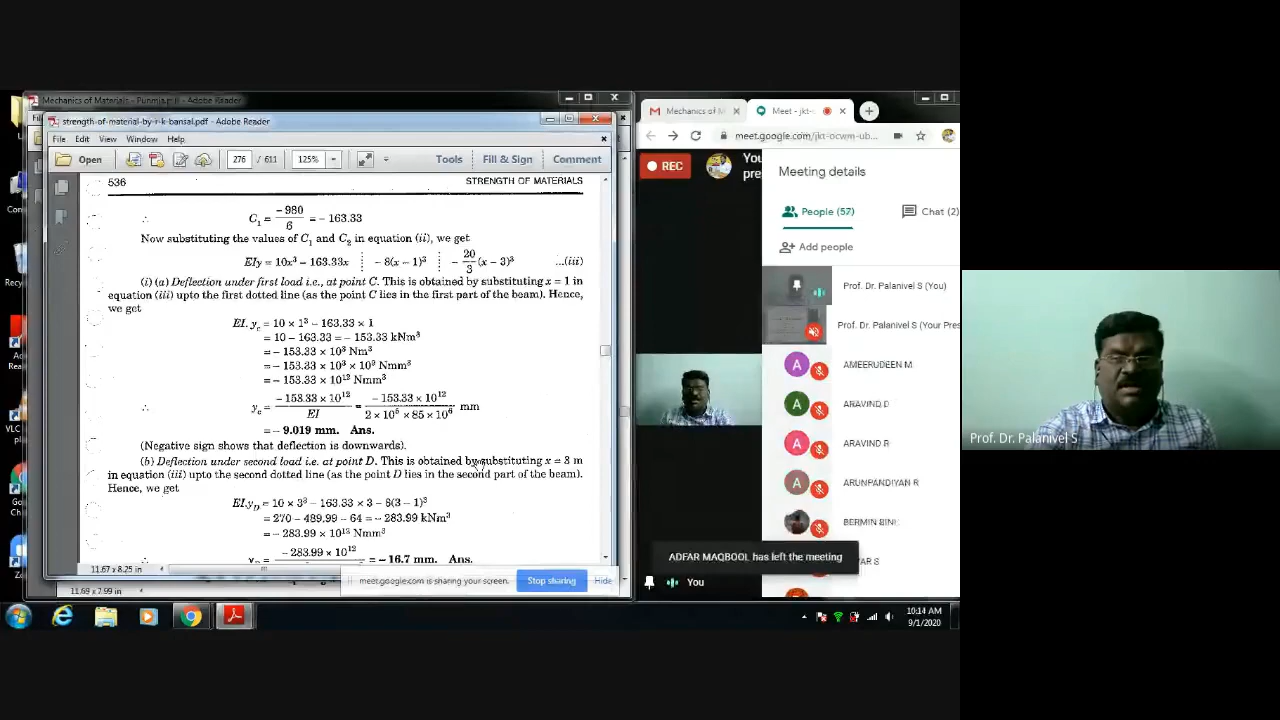 Mechanics of Materials - Punmia.pdf - Adobe Reader
strength-of-material-by-r-k-bansal.pdf - Adobe Reader
File Edit View Window Help
Open 276 / 611 125% Tools Fill & Sign Comment
536 STRENGTH OF MATERIALS
∴ C₁ = -980/6 = – 163.33
Now substituting the values of C₁ and C₂ in equation (ii), we get
EIy = 10x³ – 163.33x ⋮ – 8(x – 1)³ ⋮ – 20/3 (x – 3)³ ...(iii)
(i) (a) Deflection under first load i.e., at point C. This is obtained by substituting x = 1 in
equation (iii) upto the first dotted line (as the point C lies in the first part of the beam). Hence,
we get
EI.y_c = 10 × 1³ – 163.33 × 1
= 10 – 163.33 = – 153.33 kNm³
= – 153.33 × 10³ Nm³
= – 153.33 × 10³ × 10⁹ Nmm³
= – 153.33 × 10¹² Nmm³
∴ y_c = – 153.33 × 10¹² / EI = – 153.33 × 10¹² / 2 × 10⁵ × 85 × 10⁶ mm
= – 9.019 mm. Ans.
(Negative sign shows that deflection is downwards).
(b) Deflection under second load i.e. at point D. This is obtained by substituting x = 3 m
in equation (iii) upto the second dotted line (as the point D lies in the second part of the beam).
Hence, we get
EI.y_D = 10 × 3³ – 163.33 × 3 – 8(3 – 1)³
= 270 – 489.99 – 64 = – 283.99 kNm³
= – 283.99 × 10¹² Nmm³
∴ – 283.99 × 10¹² = – 16.7 mm. Ans.
11.67 x 8.25 in
11.69 x 7.99 in
meet.google.com is sharing your screen. Stop sharing Hide
Mechanics of M
Meet - jkt-
meet.google.com/jkt-ocwm-ub...
REC
You
pre
Meeting details
People (57) Chat (2)
Add people
Prof. Dr. Palanivel S (You)
Prof. Dr. Palanivel S (Your Pres
A AMEERUDEEN M
A ARAVIND D
A ARAVIND R
A ARUNPANDIYAN R
BERMIN BIN
ADFAR MAQBOOL has left the meeting
AR S
You
10:14 AM
9/1/2020
Prof. Dr. Palanivel S